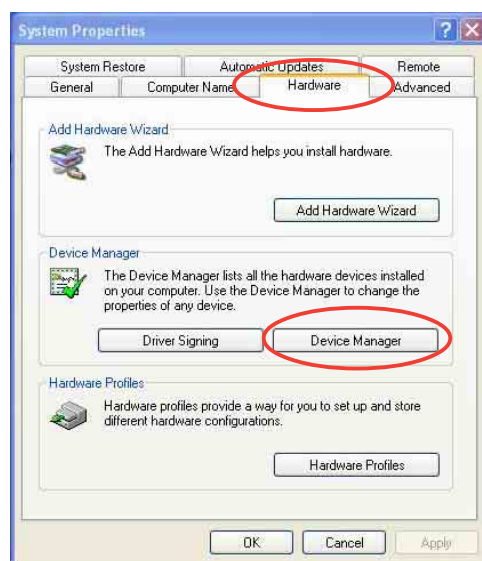 System Properties
System Restore Automatic Updates Remote
General Computer Name Hardware Advanced
Add Hardware Wizard
The Add Hardware Wizard helps you install hardware.
Add Hardware Wizard
Device Manager
The Device Manager lists all the hardware devices installed
on your computer. Use the Device Manager to change the
properties of any device.
Driver Signing Device Manager
Hardware Profiles
Hardware profiles provide a way for you to set up and store
different hardware configurations.
Hardware Profiles
OK Cancel Apply